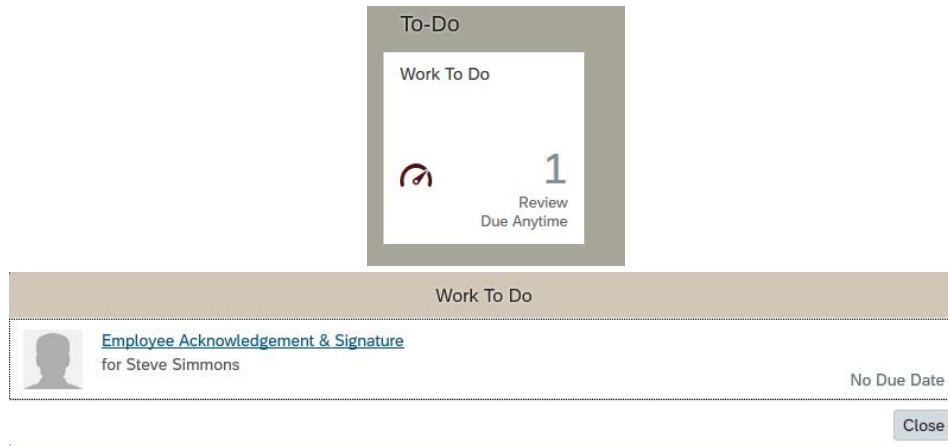 To-Do
Work To Do
1
Review
Due Anytime
Work To Do
Employee Acknowledgement & Signature
for Steve Simmons
No Due Date
Close